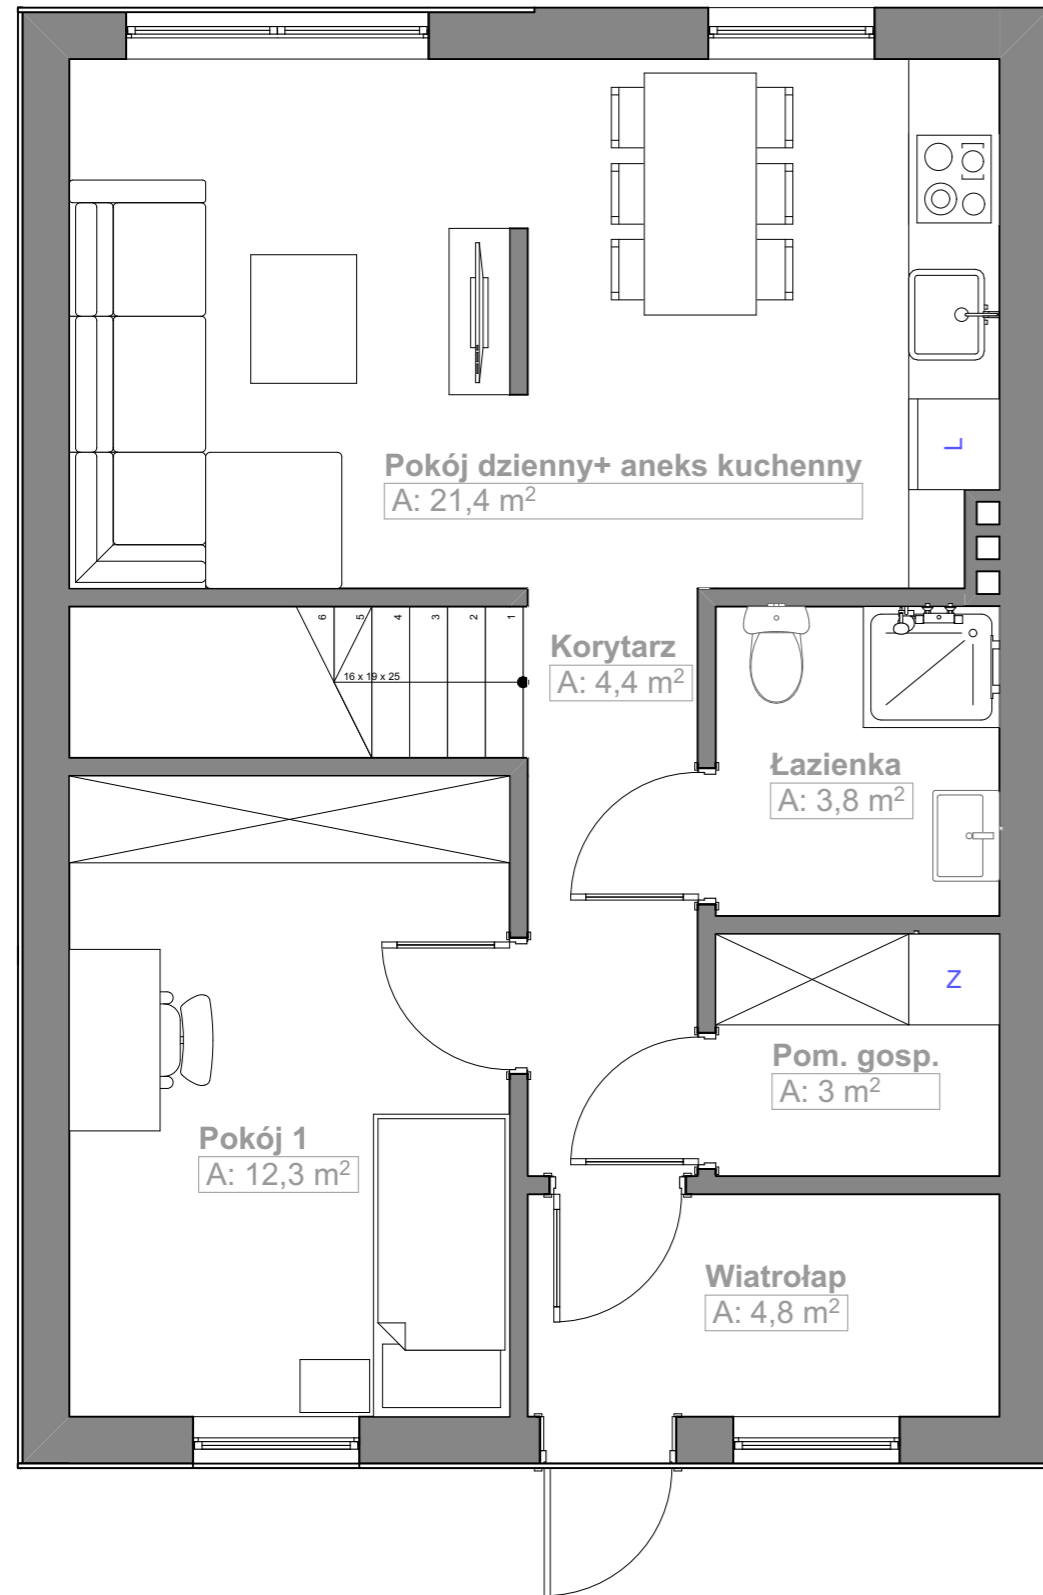 L
Pokój dzienny+ aneks kuchenny
A: 21,4 m²
6 5 4 3 2 1
16 x 19 x 25
Korytarz
A: 4,4 m²
Łazienka
A: 3,8 m²
Z
Pom. gosp.
A: 3 m²
Pokój 1
A: 12,3 m²
Wiatrołap
A: 4,8 m²